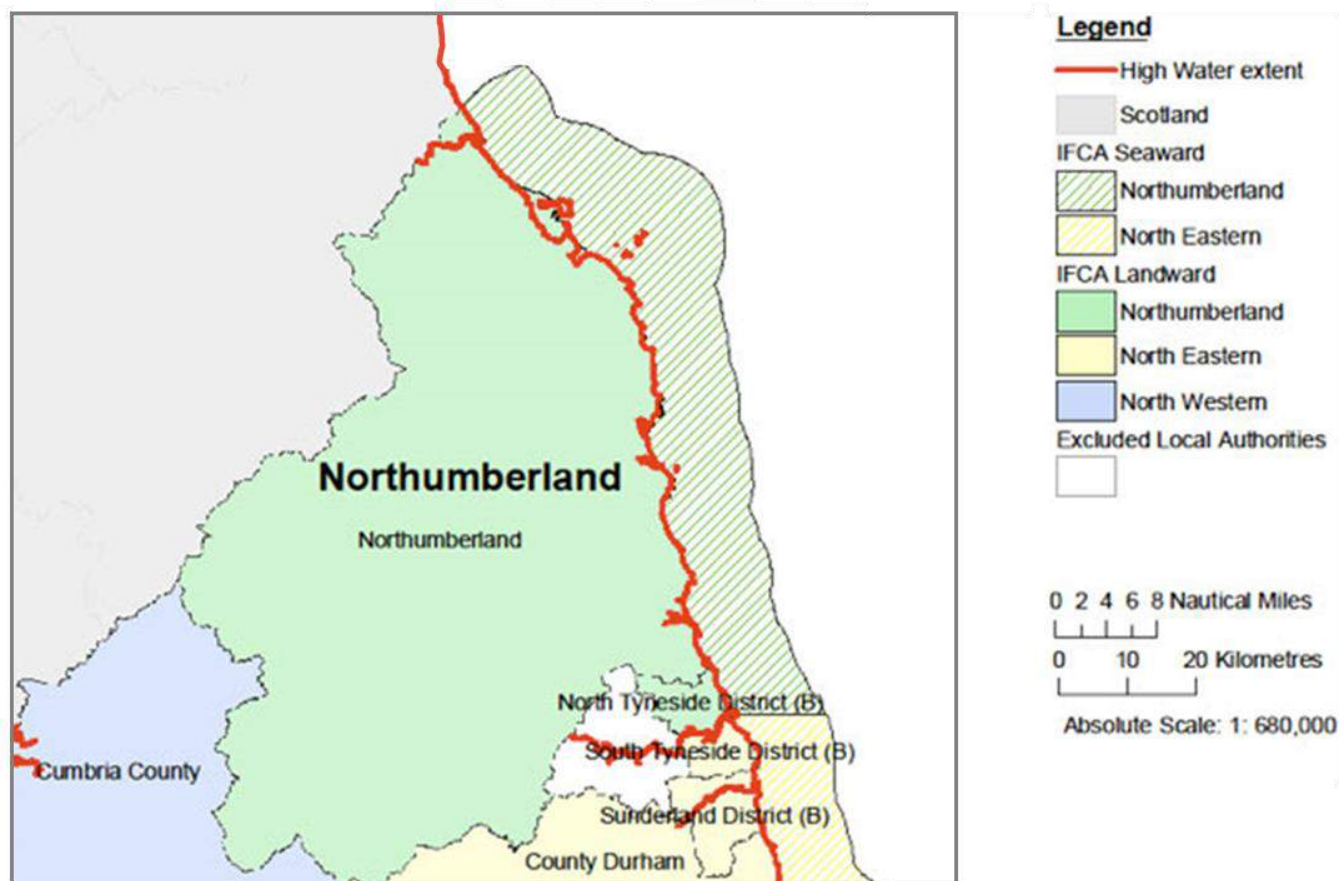 Northumberland
Northumberland
North Tyneside District (B)
South Tyneside District (B)
Cumbria County
Sunderland District (B)
County Durham
Legend
High Water extent
Scotland
IFCA Seaward
Northumberland
North Eastern
IFCA Landward
Northumberland
North Eastern
North Western
Excluded Local Authorities
0 2 4 6 8 Nautical Miles
0 10 20 Kilometres
Absolute Scale: 1: 680,000